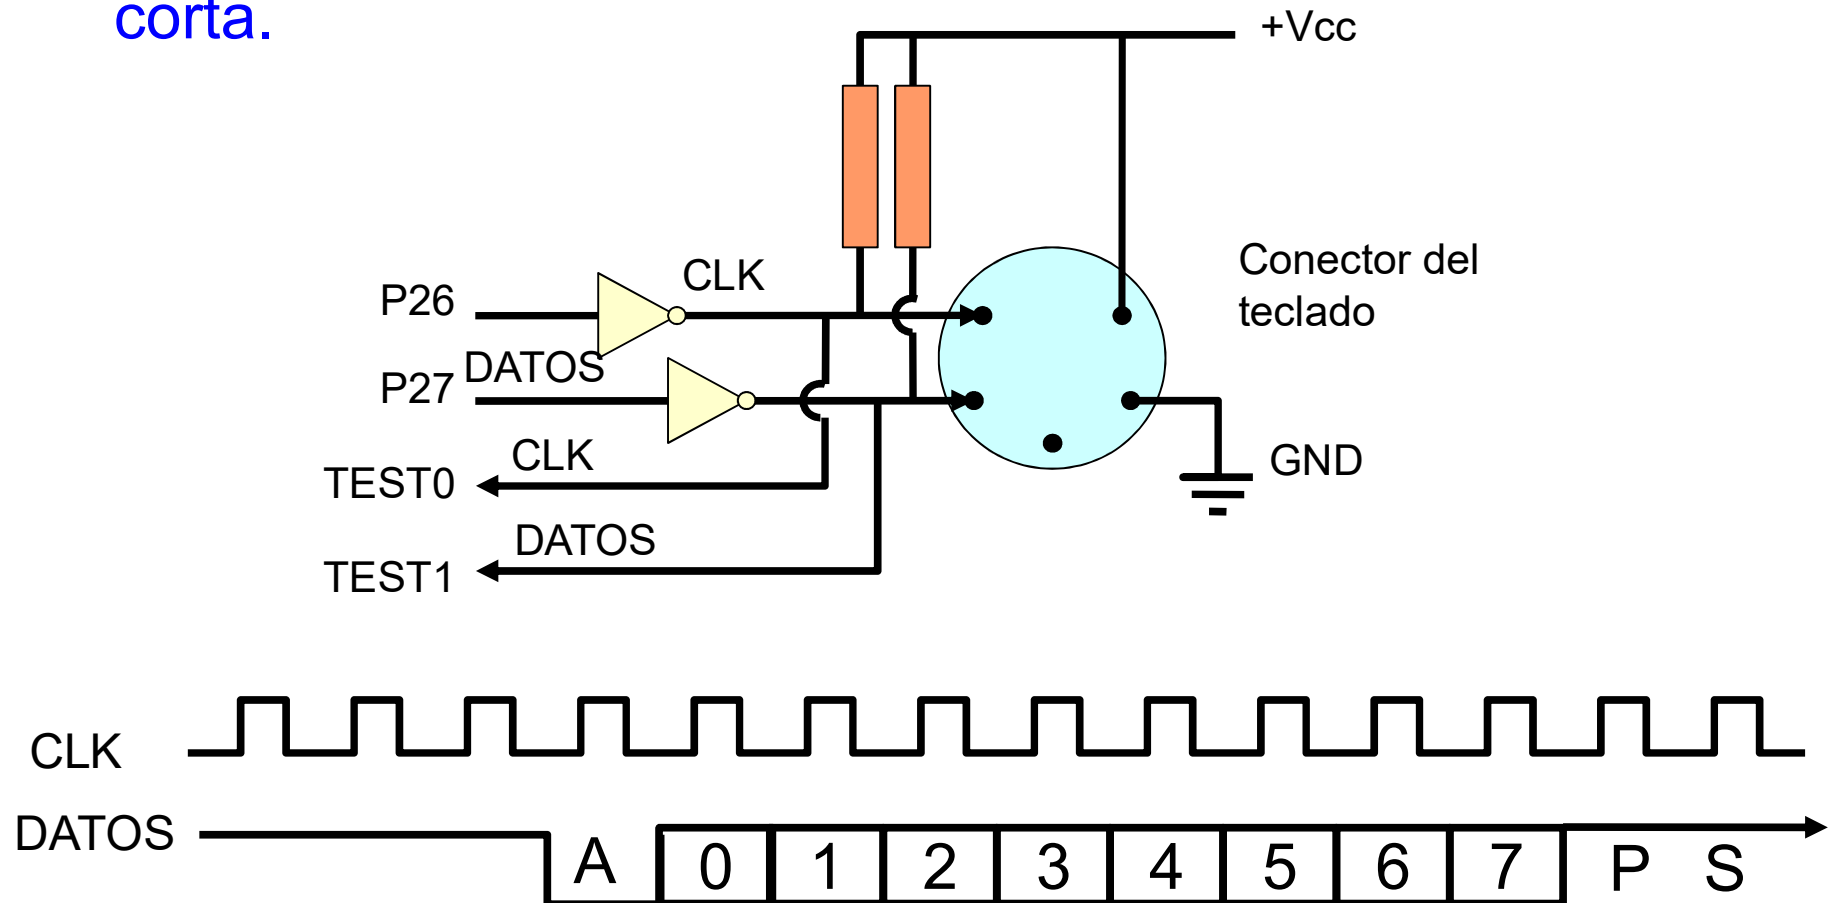 corta.
+Vcc
CLK
P26
Conector del
teclado
DATOS
P27
CLK
TEST0
GND
DATOS
TEST1
CLK
DATOS
A 0 1 2 3 4 5 6 7 P S